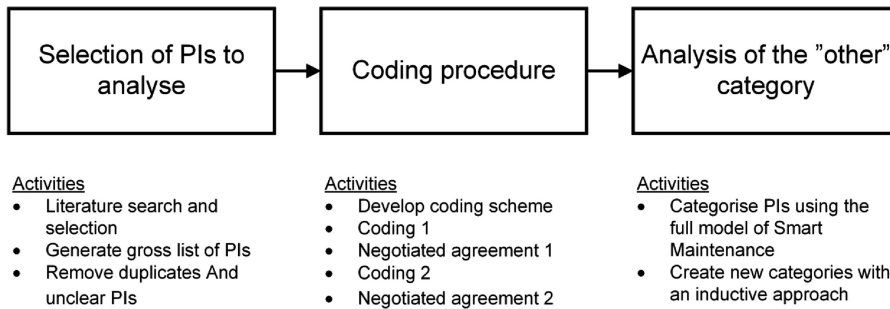 Selection of PIs to
analyse
Coding procedure
Analysis of the ”other”
category
Activities
• Literature search and
selection
• Generate gross list of PIs
• Remove duplicates And
unclear PIs
Activities
• Develop coding scheme
• Coding 1
• Negotiated agreement 1
• Coding 2
• Negotiated agreement 2
Activities
• Categorise PIs using the
full model of Smart
Maintenance
• Create new categories with
an inductive approach